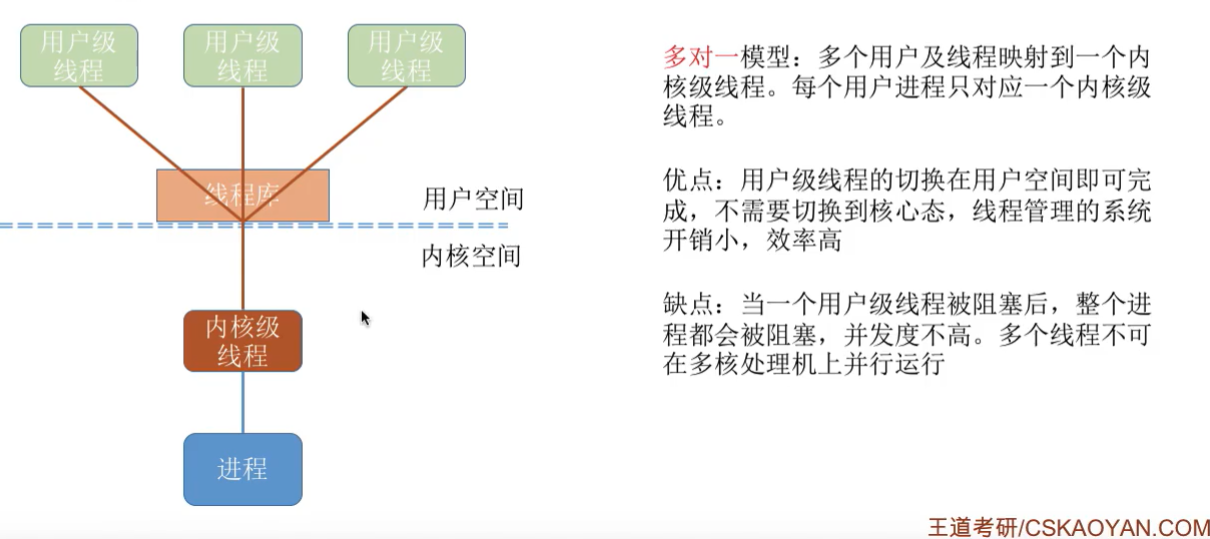 用户级
线程
用户级
线程
用户级
线程
线程库
用户空间
内核空间
内核级
线程
进程
多对一模型：多个用户及线程映射到一个内
核级线程。每个用户进程只对应一个内核级
线程。
优点：用户级线程的切换在用户空间即可完
成，不需要切换到核心态，线程管理的系统
开销小，效率高
缺点：当一个用户级线程被阻塞后，整个进
程都会被阻塞，并发度不高。多个线程不可
在多核处理机上并行运行
王道考研/CSKAOYAN.COM